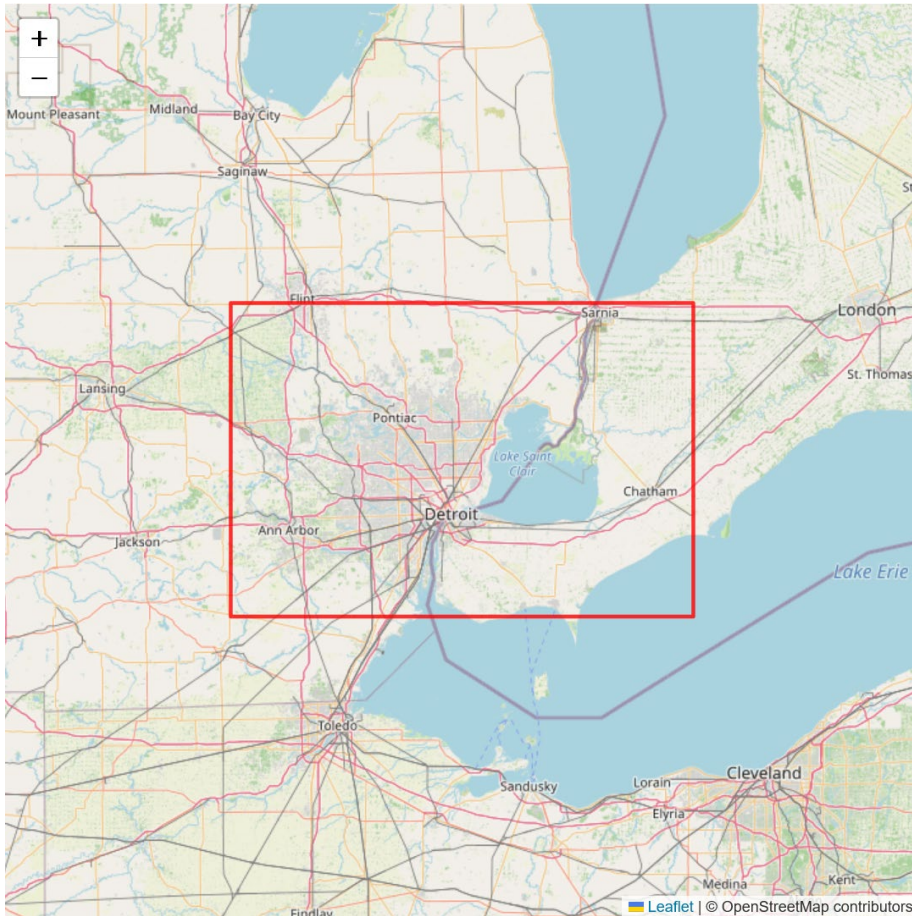 +
−
Mount Pleasant
Midland
Bay City
Saginaw
Flint
Sarnia
London
Lansing
St. Thomas
Pontiac
Lake Saint
Clair
Chatham
Detroit
Ann Arbor
Jackson
Lake Erie
Toledo
Sandusky
Cleveland
Lorain
Elyria
Medina
Kent
Findlay
Leaflet | © OpenStreetMap contributors